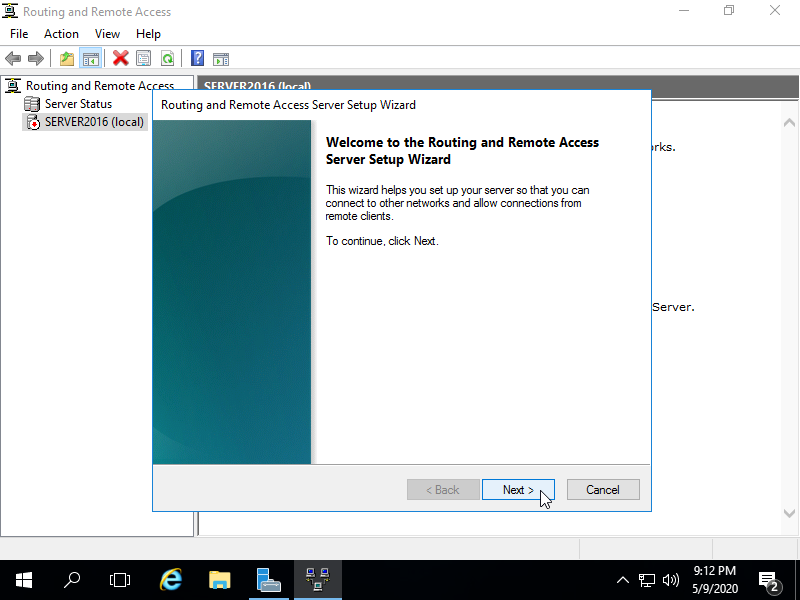 Routing and Remote Access
File Action View Help
Routing and Remote Access
SERVER2016 (local)
Server Status
SERVER2016 (local)
Routing and Remote Access Server Setup Wizard
Welcome to the Routing and Remote Access
Server Setup Wizard
This wizard helps you set up your server so that you can
connect to other networks and allow connections from
remote clients.
To continue, click Next.
Server.
< Back
Next >
Cancel
9:12 PM
5/9/2020
2